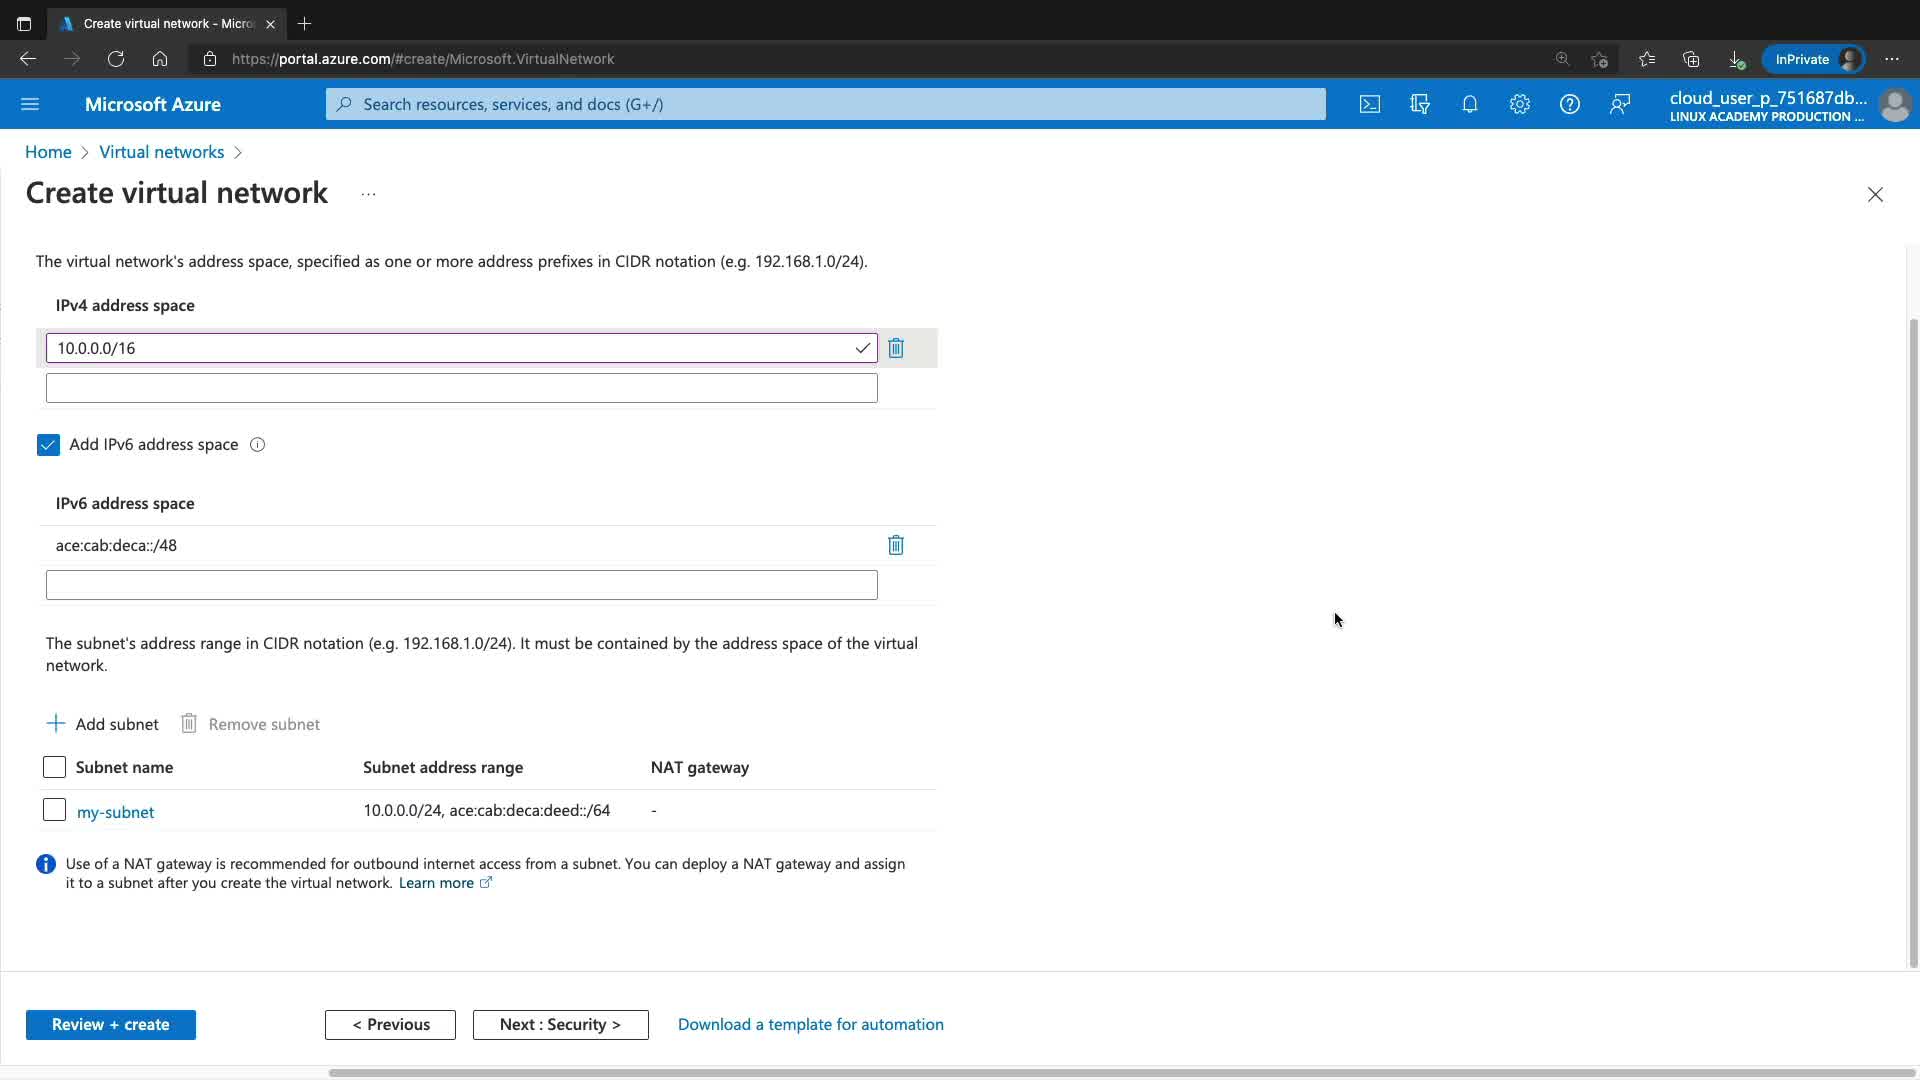 Create virtual network - Micro
https://portal.azure.com/#create/Microsoft.VirtualNetwork
InPrivate
Microsoft Azure
Search resources, services, and docs (G+/)
cloud_user_p_751687db...
LINUX ACADEMY PRODUCTION ...
Home > Virtual networks >
Create virtual network ...
The virtual network's address space, specified as one or more address prefixes in CIDR notation (e.g. 192.168.1.0/24).
IPv4 address space
10.0.0.0/16
Add IPv6 address space
IPv6 address space
ace:cab:deca::/48
The subnet's address range in CIDR notation (e.g. 192.168.1.0/24). It must be contained by the address space of the virtual
network.
+ Add subnet Remove subnet
Subnet name Subnet address range NAT gateway
my-subnet 10.0.0.0/24, ace:cab:deca:deed::/64 -
Use of a NAT gateway is recommended for outbound internet access from a subnet. You can deploy a NAT gateway and assign
it to a subnet after you create the virtual network. Learn more
Review + create < Previous Next : Security > Download a template for automation